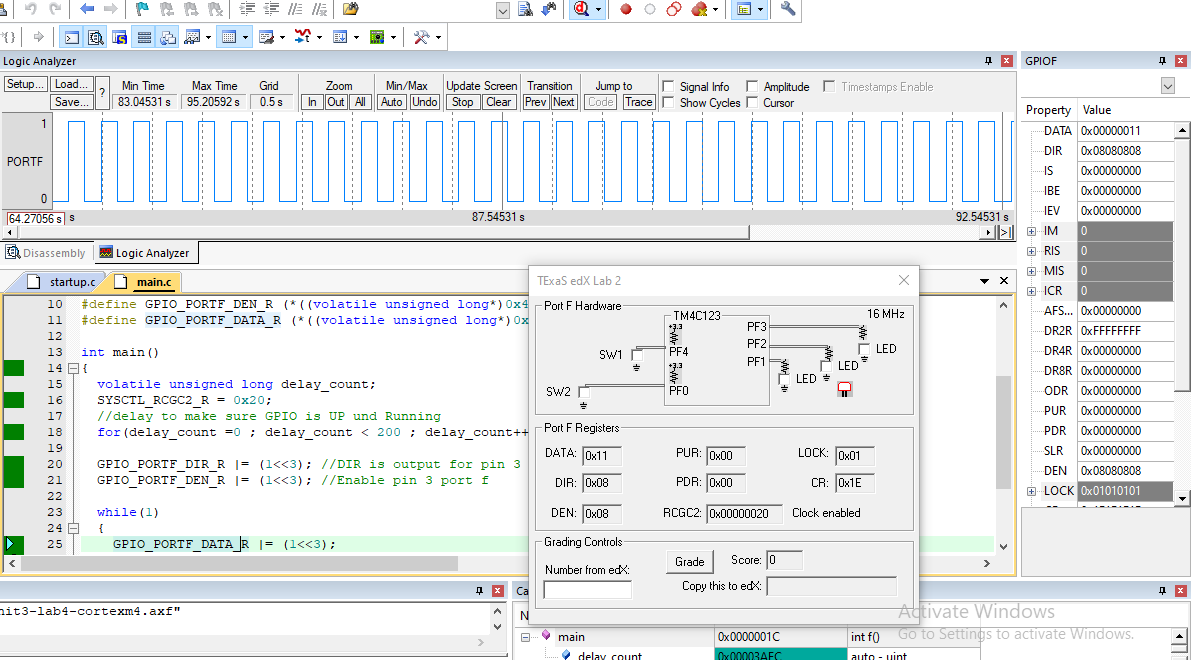 Logic Analyzer
GPIOF
Setup... Load... ? Min Time Max Time Grid Zoom Min/Max Update Screen Transition Jump to Signal Info Amplitude Timestamps Enable
Save... 83.04531 s 95.20592 s 0.5 s In Out All Auto Undo Stop Clear Prev Next Code Trace Show Cycles Cursor
1
PORTF
0
64.27056 s s 87.54531 s 92.54531 s
Disassembly Logic Analyzer
Property Value
DATA 0x00000011
DIR 0x08080808
IS 0x00000000
IBE 0x00000000
IEV 0x00000000
IM 0
RIS 0
MIS 0
ICR 0
AFS... 0x00000000
DR2R 0xFFFFFFFF
DR4R 0x00000000
DR8R 0x00000000
ODR 0x00000000
PUR 0x00000000
PDR 0x00000000
SLR 0x00000000
DEN 0x08080808
LOCK 0x01010101
startup.c main.c
10 #define GPIO_PORTF_DEN_R (*((volatile unsigned long*)0x4
11 #define GPIO_PORTF_DATA_R (*((volatile unsigned long*)0x
12
13 int main()
14 {
15 volatile unsigned long delay_count;
16 SYSCTL_RCGC2_R = 0x20;
17 //delay to make sure GPIO is UP und Running
18 for(delay_count =0 ; delay_count < 200 ; delay_count++
19
20 GPIO_PORTF_DIR_R |= (1<<3); //DIR is output for pin 3
21 GPIO_PORTF_DEN_R |= (1<<3); //Enable pin 3 port f
22
23 while(1)
24 {
25 GPIO_PORTF_DATA_R |= (1<<3);
TExaS edX Lab 2
Port F Hardware
TM4C123
16 MHz
+3.3
PF3
SW1
PF4
PF2
LED
+3.3
PF1
LED
SW2
PF0
LED
Port F Registers
DATA: 0x11 PUR: 0x00 LOCK: 0x01
DIR: 0x08 PDR: 0x00 CR: 0x1E
DEN: 0x08 RCGC2: 0x00000020 Clock enabled
Grading Controls
Number from edX: Grade Score: 0
Copy this to edX:
nit3-lab4-cortexm4.axf"
Ca
N
main 0x0000001C int f()
delay_count 0x00003AEC auto - uint
Activate Windows
Go to Settings to activate Windows.